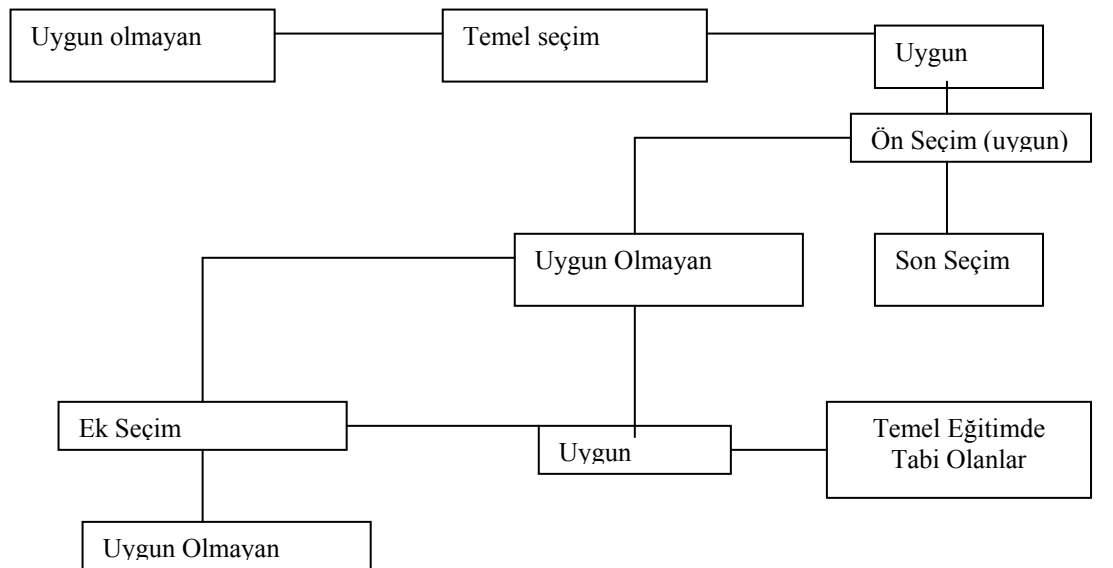 Uygun olmayan
Temel seçim
Uygun
Ön Seçim (uygun)
Uygun Olmayan
Son Seçim
Ek Seçim
Uygun
Temel Eğitimde
Tabi Olanlar
Uygun Olmayan